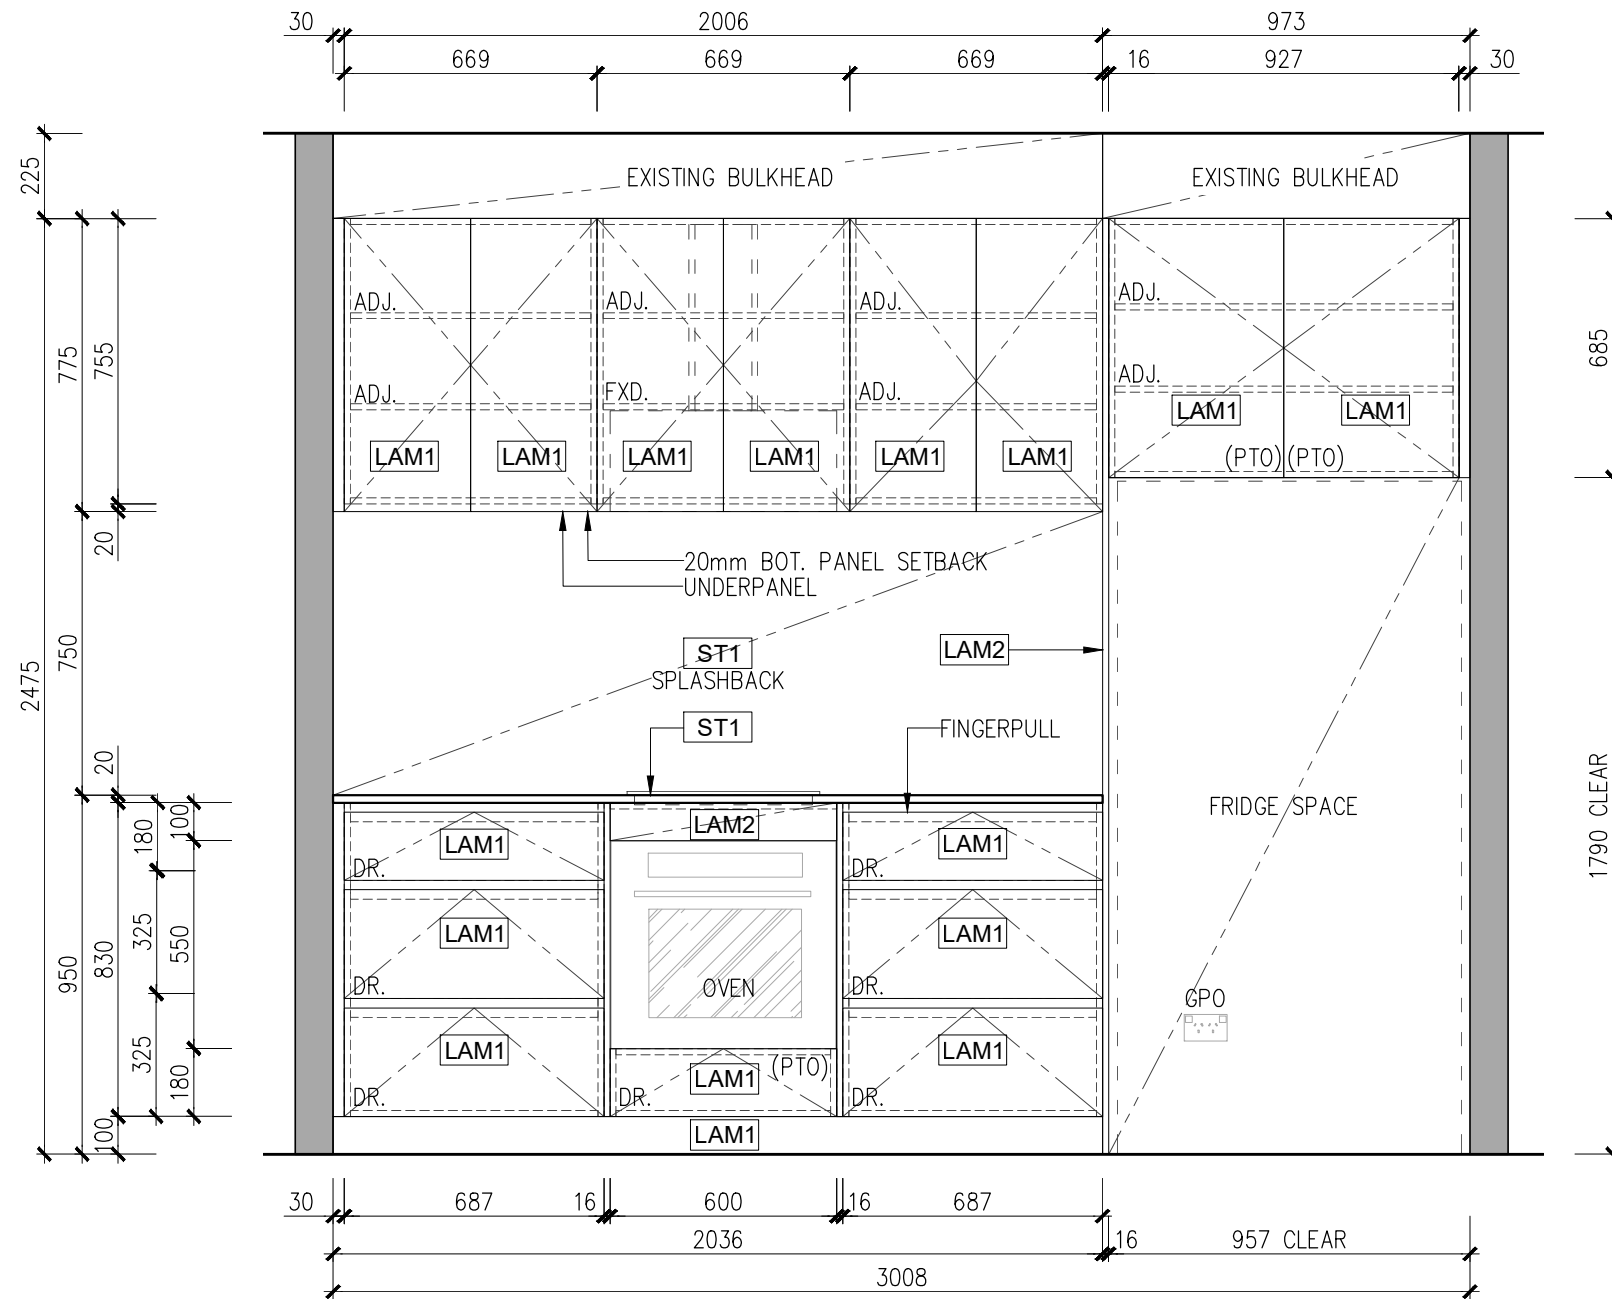 30 2006 973
669 669 669 16 927 30
225
EXISTING BULKHEAD EXISTING BULKHEAD
775 755 685
ADJ. ADJ. ADJ. ADJ.
ADJ. FXD. ADJ. ADJ.
LAM1 LAM1
LAM1 LAM1 LAM1 LAM1 LAM1 LAM1
(PTO) (PTO)
20
20mm BOT. PANEL SETBACK
UNDERPANEL
2475 750
ST1 LAM2
SPLASHBACK
ST1 FINGERPULL
20
180 100
1790 CLEAR
FRIDGE SPACE
LAM2
LAM1 LAM1
DR. DR.
950 830 325 550
LAM1 LAM1
DR. OVEN DR.
GPO
325 180
LAM1 LAM1
LAM1 (PTO)
DR. DR. DR.
100
LAM1
30 687 16 600 16 687
2036 16 957 CLEAR
3008